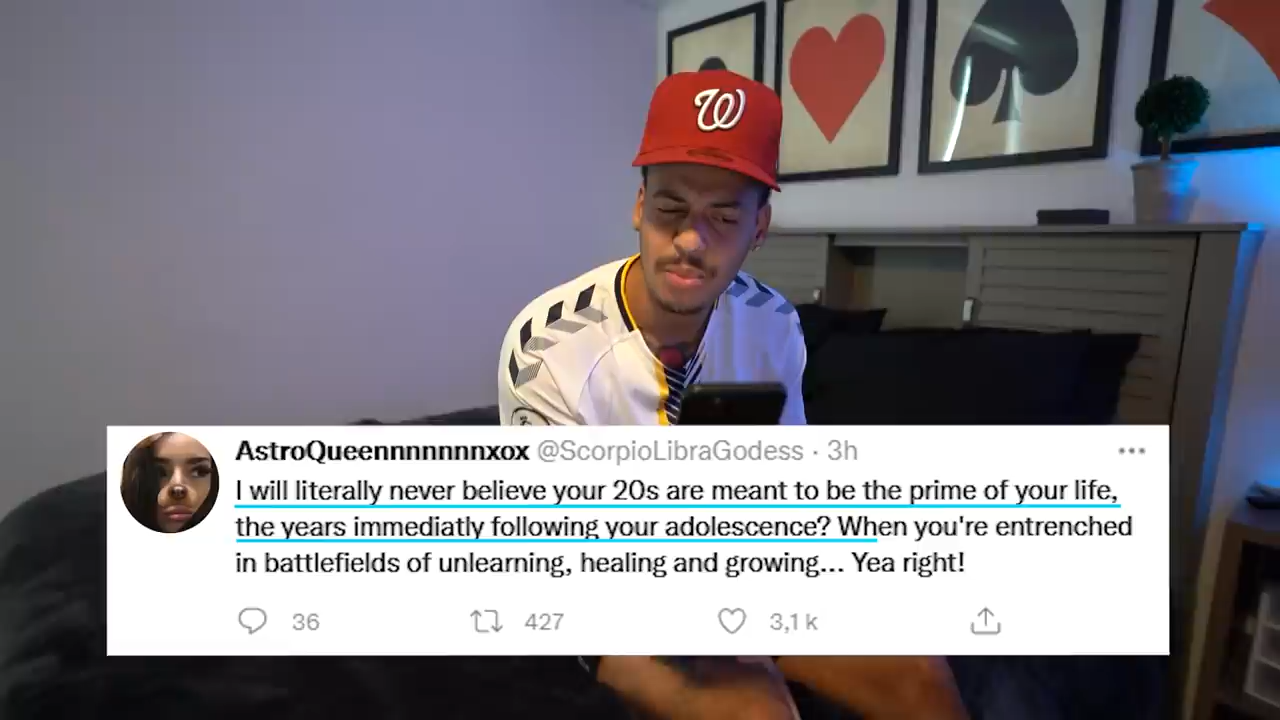 W
AstroQueennnnnnnnxox @ScorpioLibraGodess · 3h
I will literally never believe your 20s are meant to be the prime of your life,
the years immediatly following your adolescence? When you're entrenched
in battlefields of unlearning, healing and growing... Yea right!
36 427 3,1 k